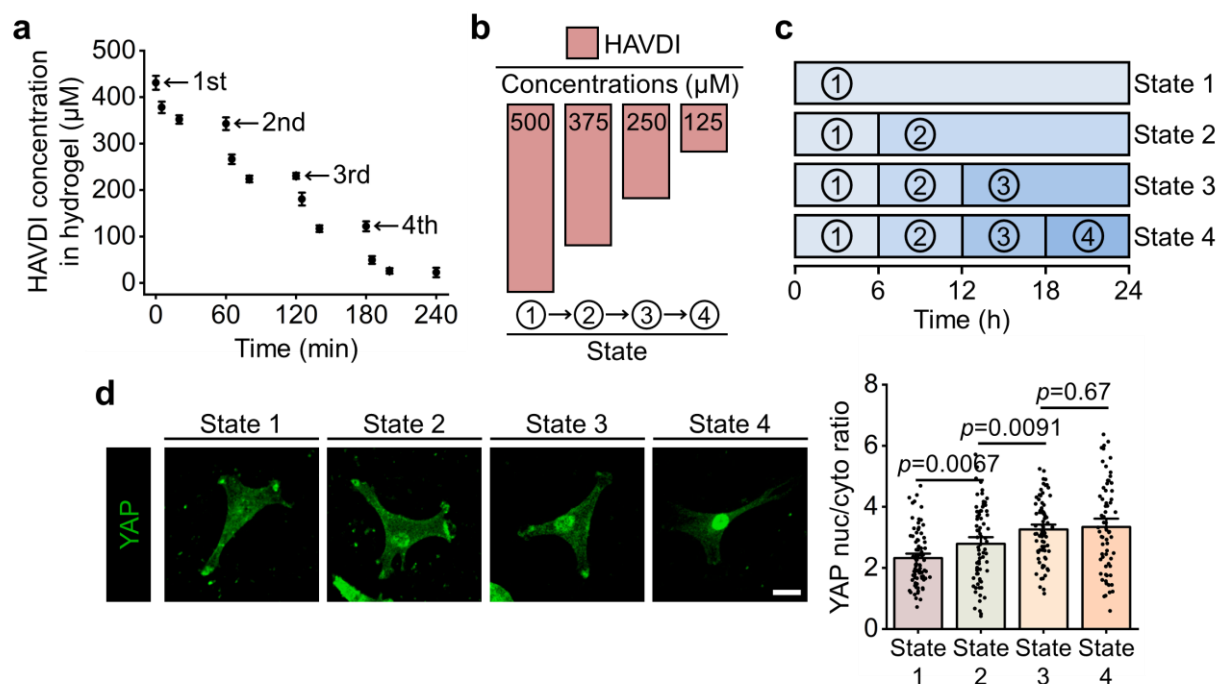 a
HAVDI concentration
in hydrogel (µM)
500
400
300
200
100
0
1st
2nd
3rd
4th
0 60 120 180 240
Time (min)
b
HAVDI
Concentrations (µM)
500 375 250 125
① → ② → ③ → ④
State
c
① State 1
① ② State 2
① ② ③ State 3
① ② ③ ④ State 4
0 6 12 18 24
Time (h)
d
State 1 State 2 State 3 State 4
YAP
YAP nuc/cyto ratio
8
6
4
2
0
p=0.67
p=0.0091
p=0.0067
State State State State
1 2 3 4